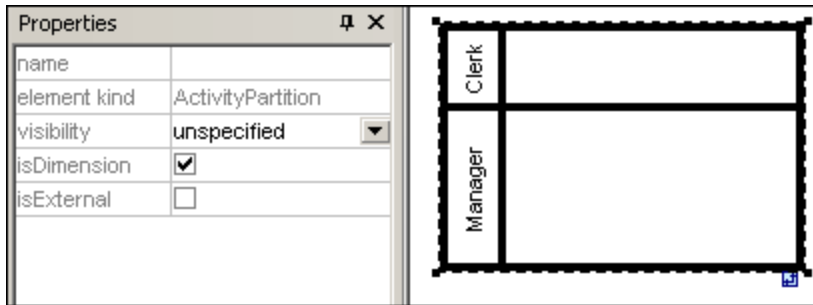 Properties
name
element kind ActivityPartition
visibility unspecified
isDimension
isExternal
Clerk
Manager